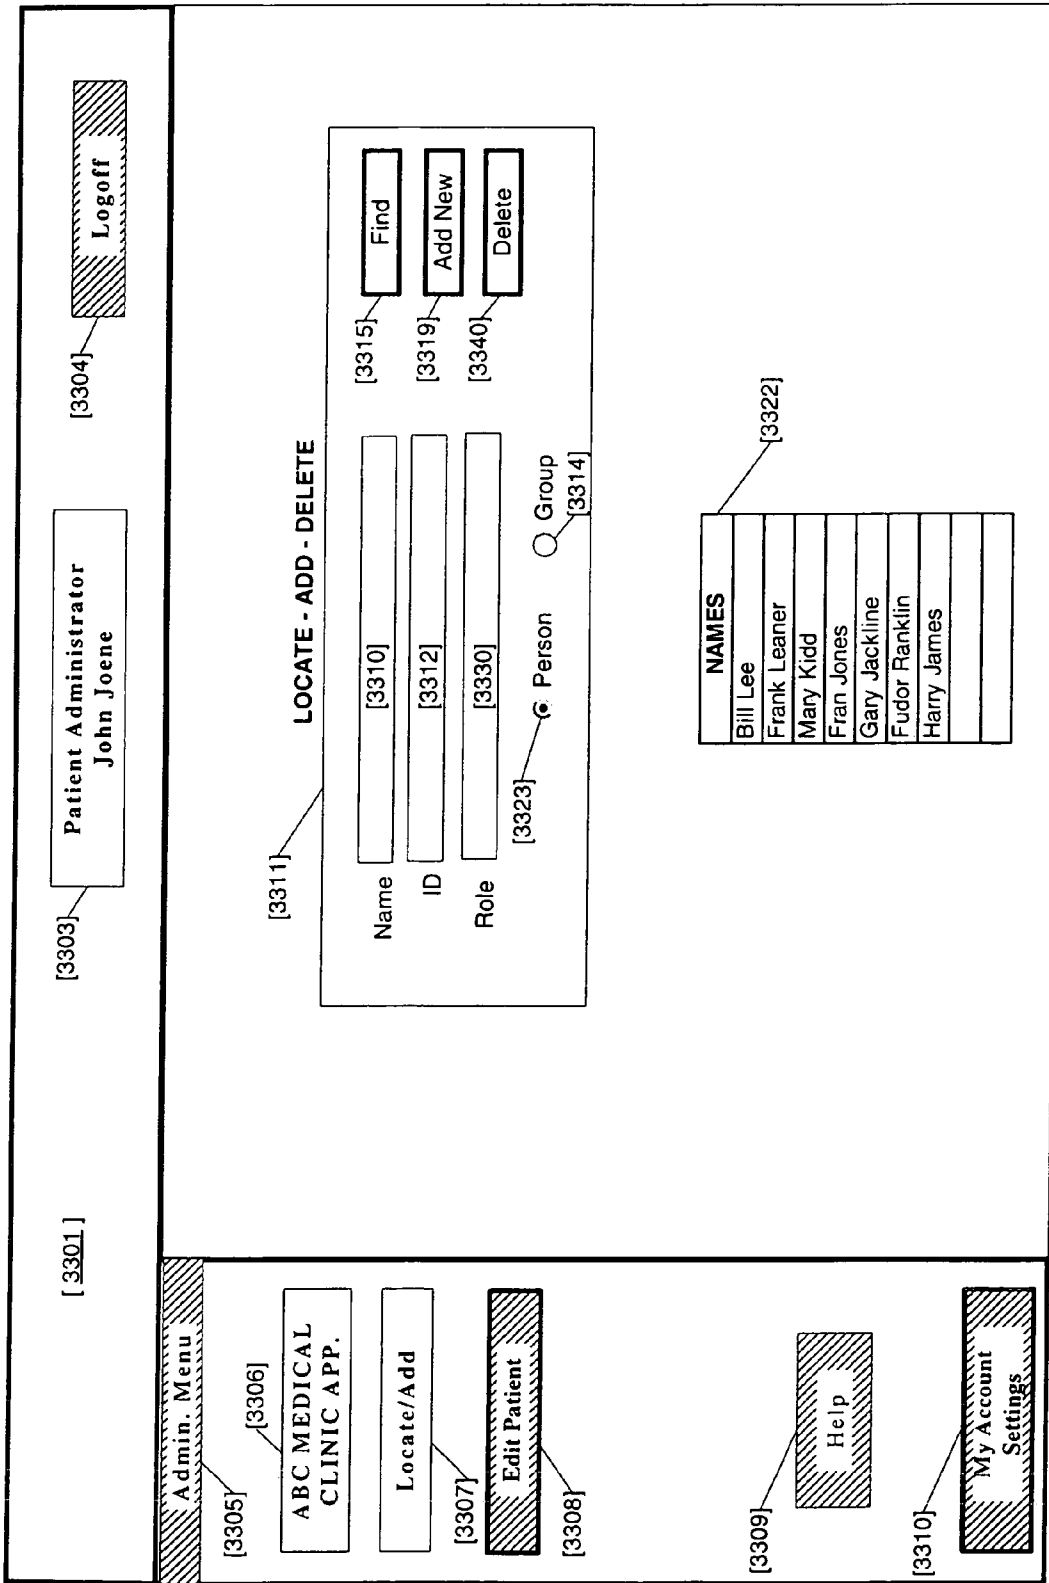 [3301]
[3303]
Patient Administrator
John Joene
[3304]
Logoff
Admin. Menu
[3305]
[3306]
ABC MEDICAL
CLINIC APP.
Locate/Add
[3307]
Edit Patient
[3308]
[3309]
Help
[3310]
My Account
Settings
LOCATE - ADD - DELETE
[3311]
Name [3310]
ID [3312]
Role [3330]
[3323]
Person
Group
[3314]
[3315]
Find
[3319]
Add New
[3340]
Delete
[3322]
NAMES
Bill Lee
Frank Leaner
Mary Kidd
Fran Jones
Gary Jackline
Fudor Ranklin
Harry James